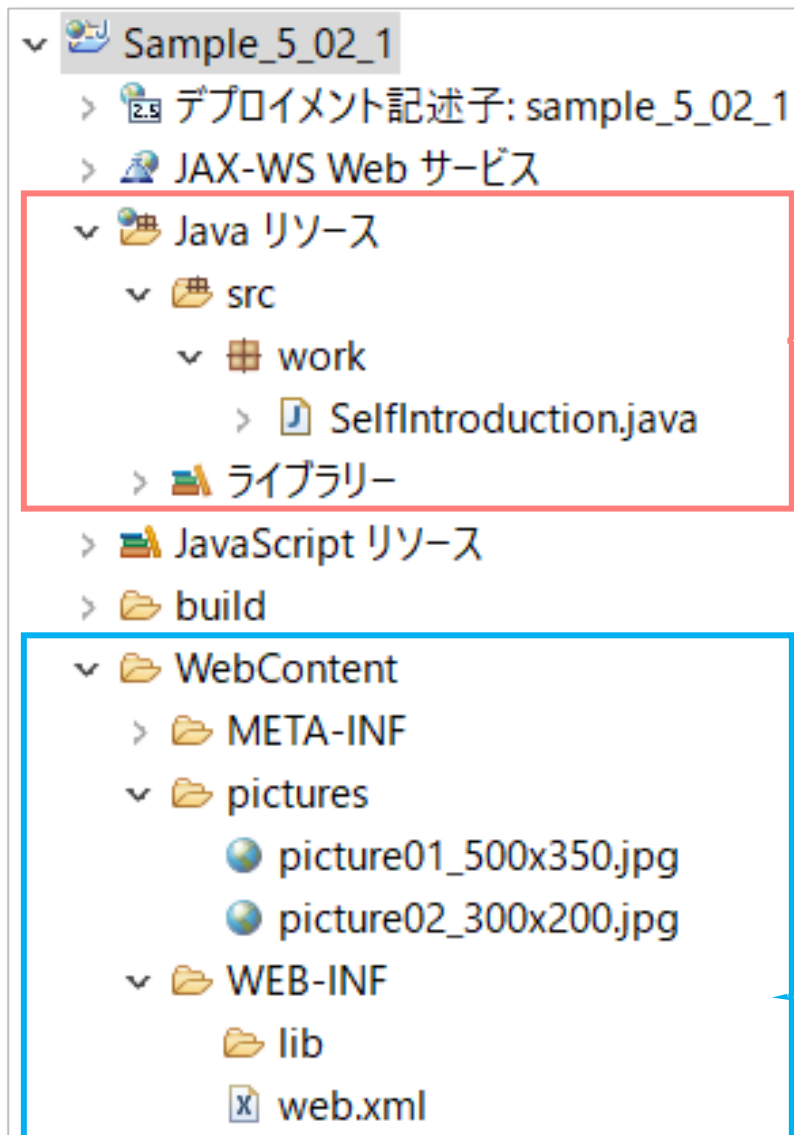 Sample_5_02_1
2.5 デプロイメント記述子: sample_5_02_1
JAX-WS Web サービス
Java リソース
src
work
J SelfIntroduction.java
ライブラリー
JavaScript リソース
build
WebContent
META-INF
pictures
picture01_500x350.jpg
picture02_300x200.jpg
WEB-INF
lib
X web.xml